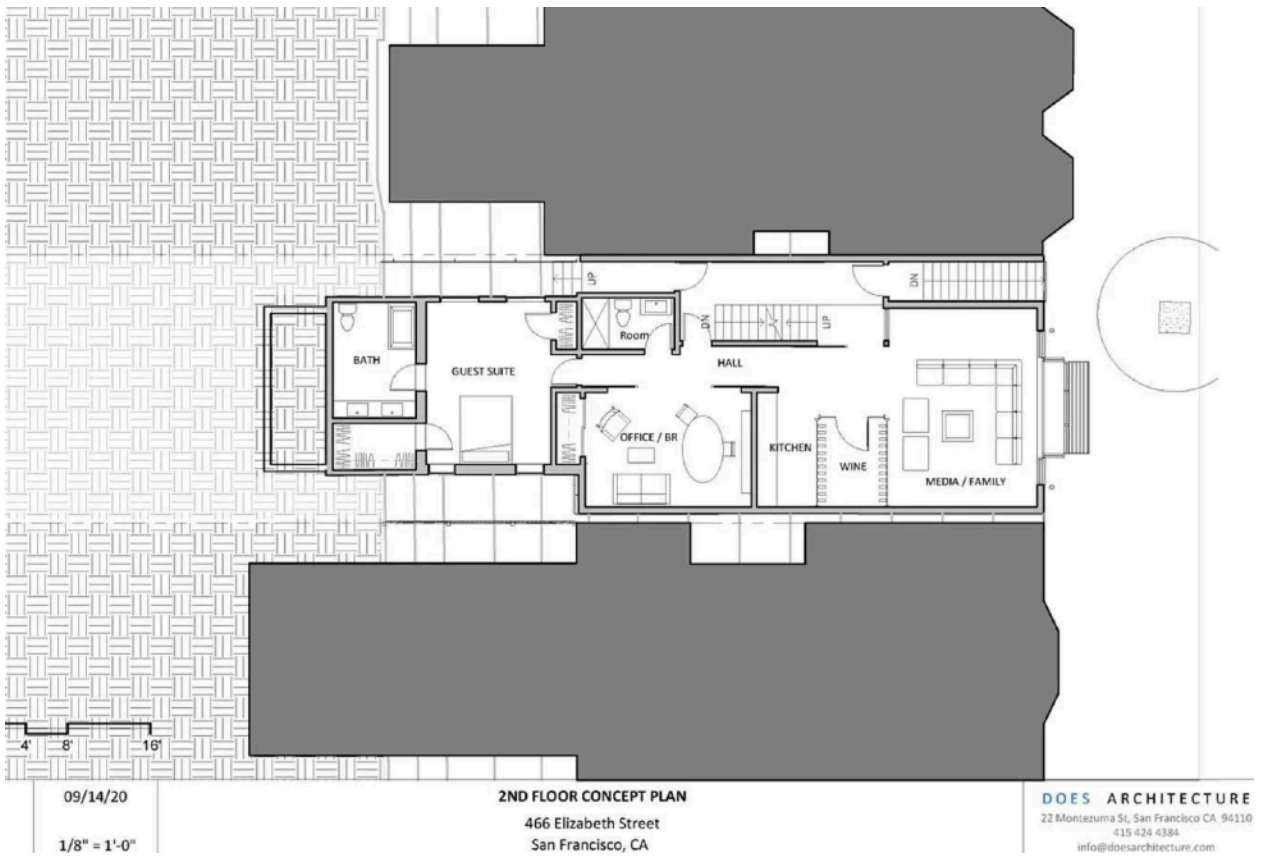 UP
DN
Room
DN
UP
BATH
HALL
GUEST SUITE
OFFICE / BR
KITCHEN
WINE
MEDIA / FAMILY
4' 8' 16'
09/14/20
1/8" = 1'-0"
2ND FLOOR CONCEPT PLAN
466 Elizabeth Street
San Francisco, CA
DOES ARCHITECTURE
22 Montezuma St, San Francisco CA 94110
415 424 4384
info@doesarchitecture.com